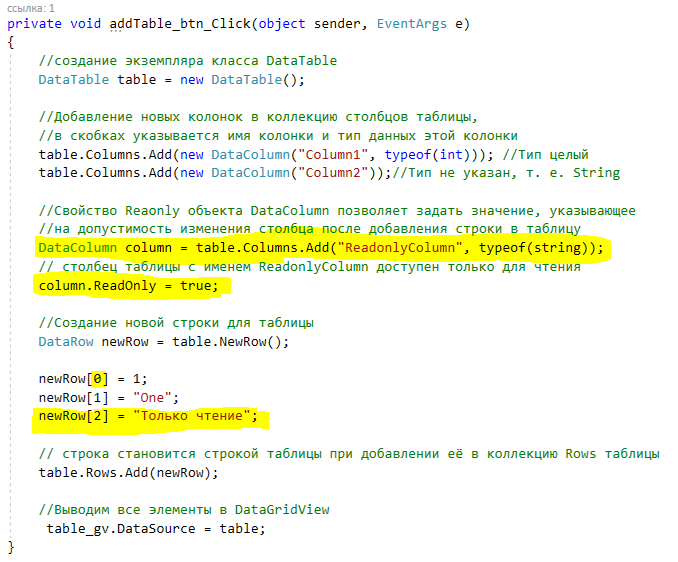 ссылка: 1
private void addTable_btn_Click(object sender, EventArgs e)
{
//создание экземпляра класса DataTable
DataTable table = new DataTable();
//Добавление новых колонок в коллекцию столбцов таблицы,
//в скобках указывается имя колонки и тип данных этой колонки
table.Columns.Add(new DataColumn("Column1", typeof(int))); //Тип целый
table.Columns.Add(new DataColumn("Column2"));//Тип не указан, т. е. String
//Свойство Reaonly объекта DataColumn позволяет задать значение, указывающее
//на допустимость изменения столбца после добавления строки в таблицу
DataColumn column = table.Columns.Add("ReadonlyColumn", typeof(string));
// столбец таблицы с именем ReadonlyColumn доступен только для чтения
column.ReadOnly = true;
//Создание новой строки для таблицы
DataRow newRow = table.NewRow();
newRow[0] = 1;
newRow[1] = "One";
newRow[2] = "Только чтение";
// строка становится строкой таблицы при добавлении её в коллекцию Rows таблицы
table.Rows.Add(newRow);
//Выводим все элементы в DataGridView
table_gv.DataSource = table;
}